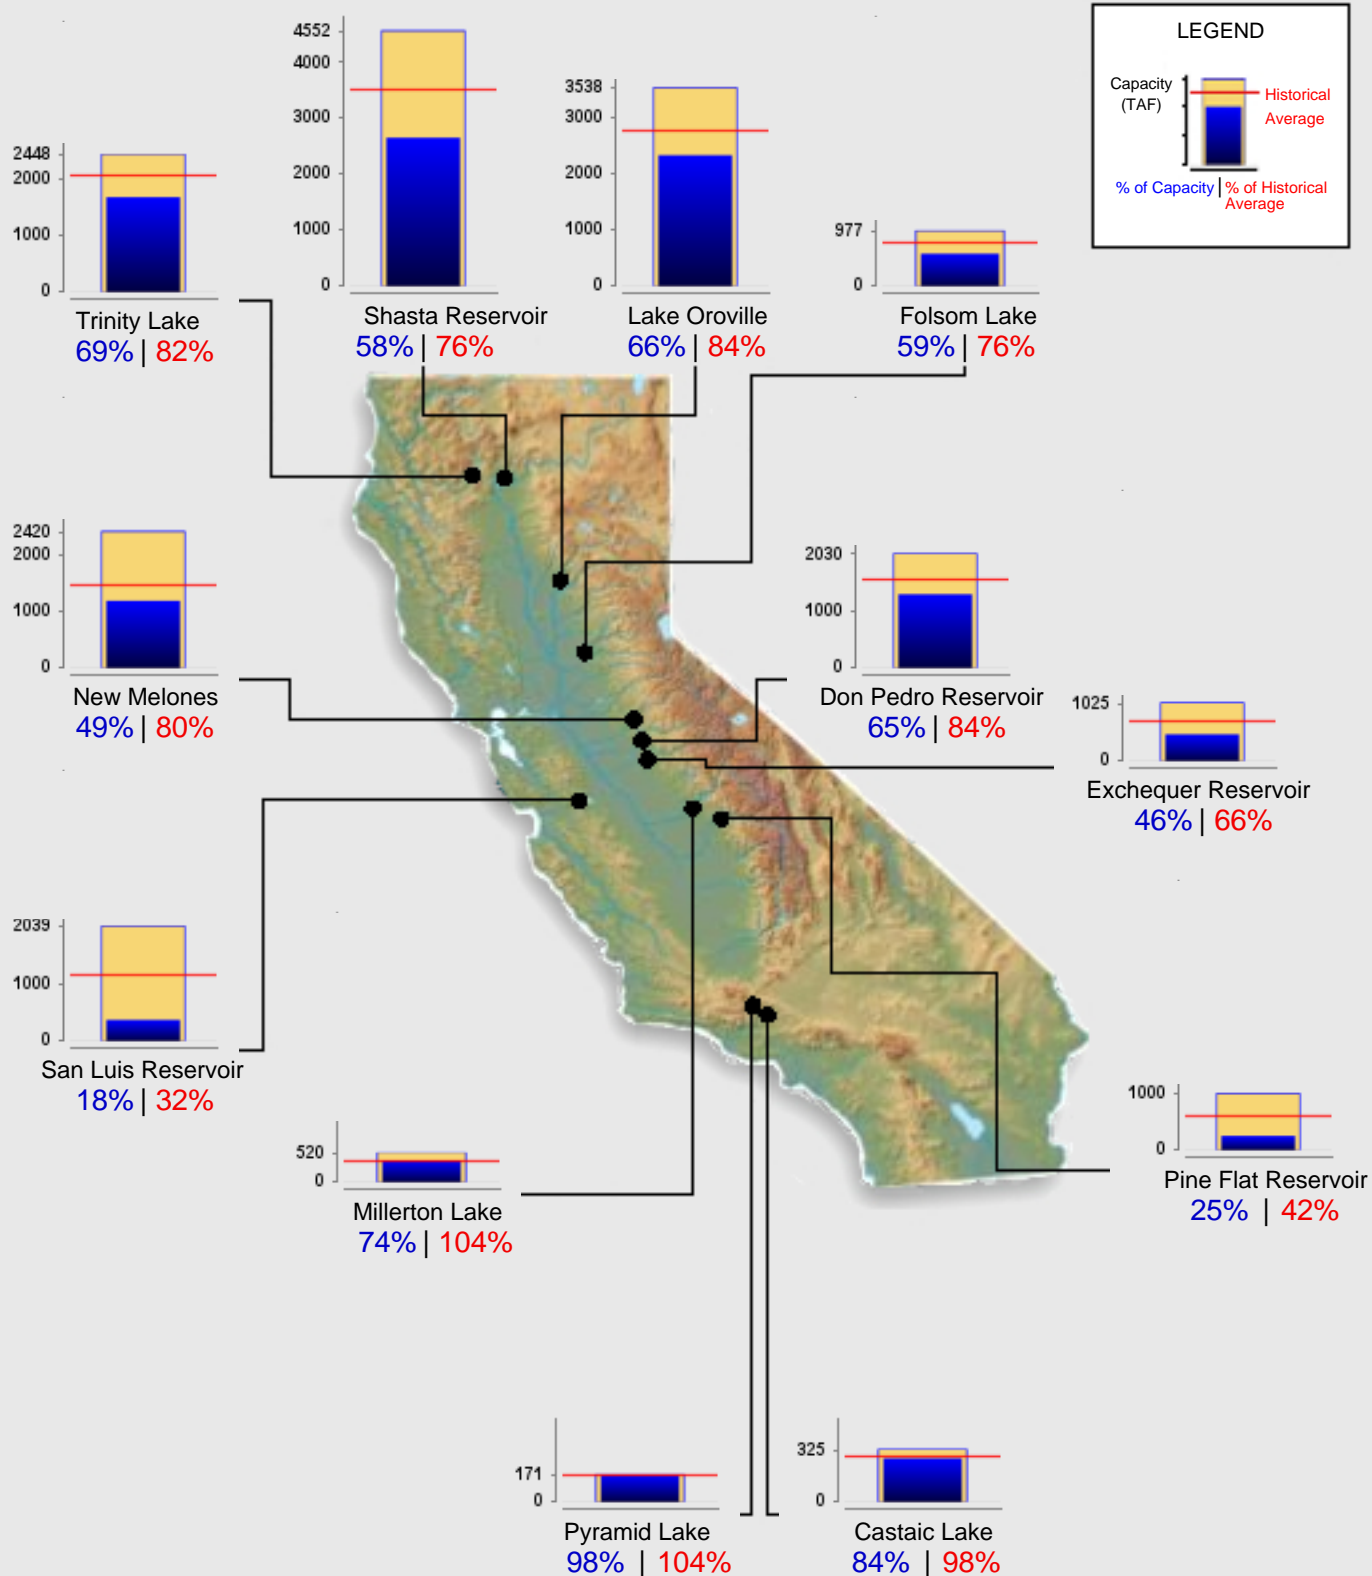 LEGEND
Capacity
(TAF)
Historical
Average
% of Capacity | % of Historical
Average
4552
4000
3000
2000
1000
0
Shasta Reservoir
58% | 76%
3538
3000
2000
1000
0
Lake Oroville
66% | 84%
2448
2000
1000
0
Trinity Lake
69% | 82%
977
0
Folsom Lake
59% | 76%
2420
2000
1000
0
New Melones
49% | 80%
2030
1000
0
Don Pedro Reservoir
65% | 84%
1025
0
Exchequer Reservoir
46% | 66%
2039
1000
0
San Luis Reservoir
18% | 32%
520
0
Millerton Lake
74% | 104%
1000
0
Pine Flat Reservoir
25% | 42%
171
0
Pyramid Lake
98% | 104%
325
0
Castaic Lake
84% | 98%